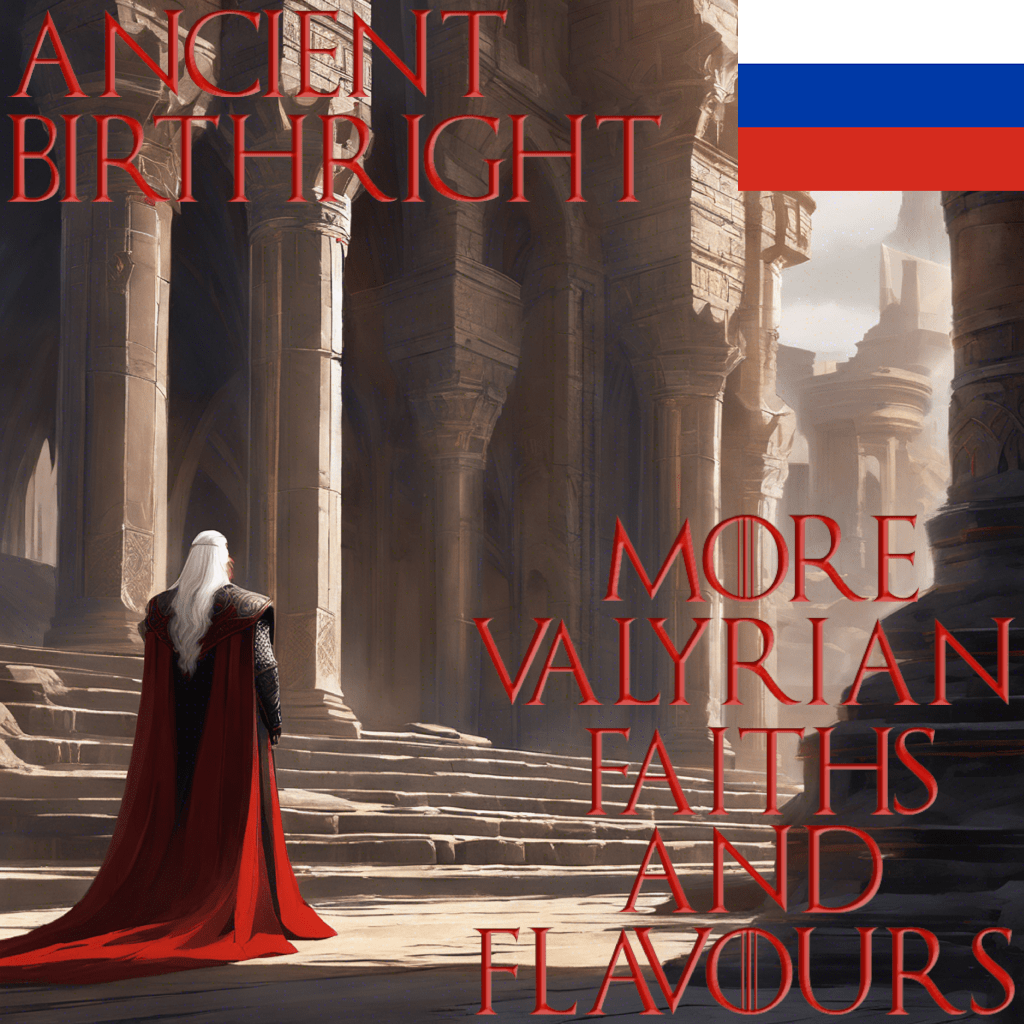 ANCIENT
BIRTHRIGHT
MORE
VALYRIAN
FAITHS
AND
FLAVOURS